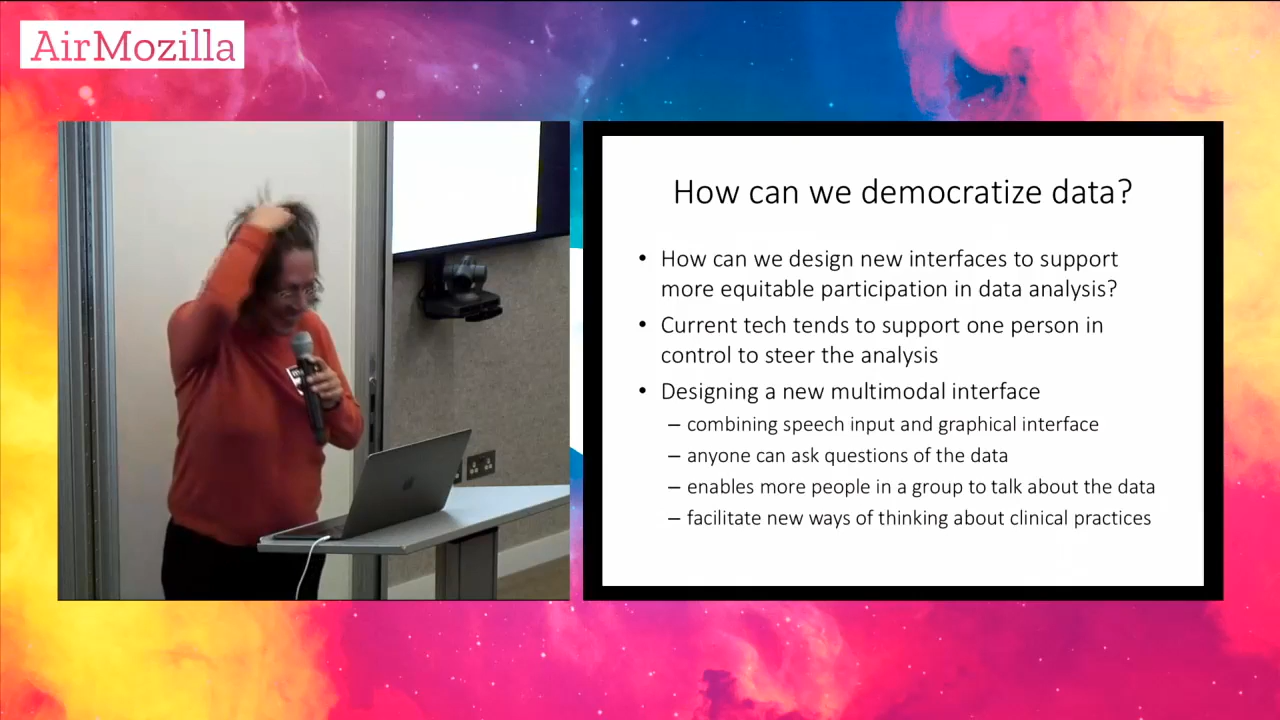 AirMozilla
How can we democratize data?
• How can we design new interfaces to support
more equitable participation in data analysis?
• Current tech tends to support one person in
control to steer the analysis
• Designing a new multimodal interface
– combining speech input and graphical interface
– anyone can ask questions of the data
– enables more people in a group to talk about the data
– facilitate new ways of thinking about clinical practices